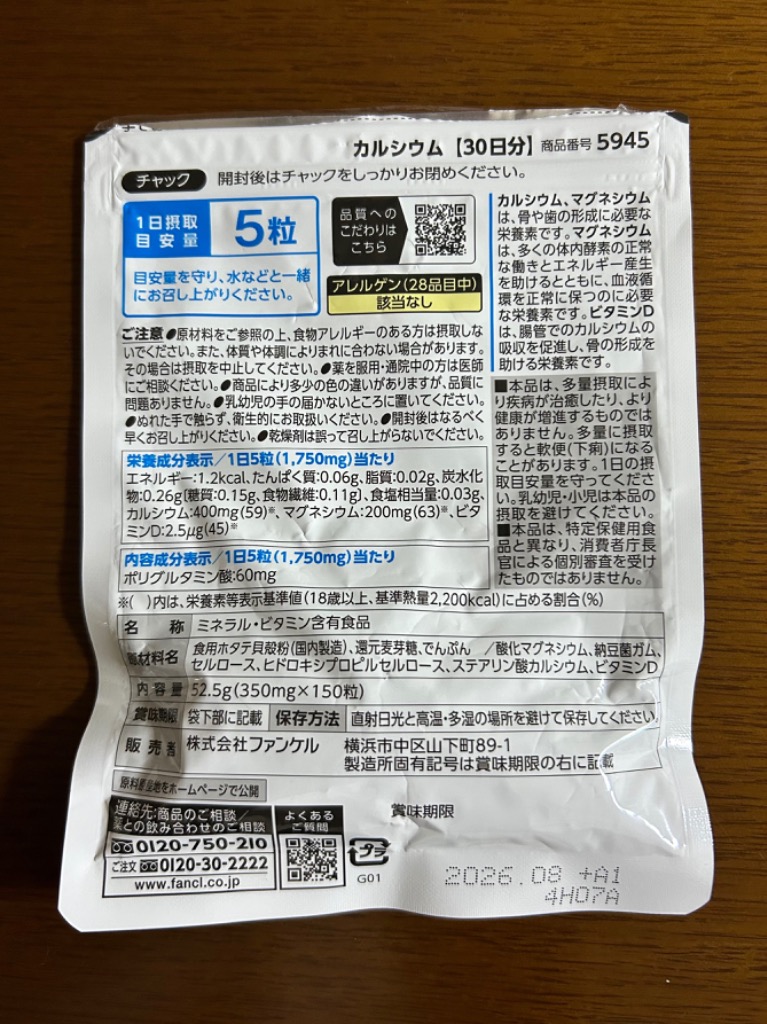 カルシウム【30日分】商品番号 5945
チャック 開封後はチャックをしっかりお閉めください。
1日摂取
目安量
5粒
目安量を守り、水などと一緒
にお召し上がりください。
品質への
こだわりは
こちら
アレルゲン(28品目中)
該当なし
カルシウム、マグネシウム
は、骨や歯の形成に必要な
栄養素です。マグネシウム
は、多くの体内酵素の正常
な働きとエネルギー産生
を助けるとともに、血液循
環を正常に保つのに必要
な栄養素です。ビタミンD
は、腸管でのカルシウムの
吸収を促進し、骨の形成を
助ける栄養素です。
ご注意 ●原材料をご参照の上、食物アレルギーのある方は摂取しな
いでください。また、体質や体調によりまれに合わない場合があります。
その場合は摂取を中止してください。●薬を服用・通院中の方は医師
にご相談ください。●商品により多少の色の違いがありますが、品質に
問題ありません。●乳幼児の手の届かないところに置いてください。
●ぬれた手で触らず、衛生的にお取扱いください。●開封後はなるべく
早くお召し上がりください。●乾燥剤は誤って召し上がらないでください。
■本品は、多量摂取によ
り疾病が治癒したり、より
健康が増進するものでは
ありません。多量に摂取
すると軟便(下痢)になる
ことがあります。1日の摂
取目安量を守ってくださ
い。乳幼児・小児は本品の
摂取を避けてください。
■本品は、特定保健用食
品と異なり、消費者庁長
官による個別審査を受け
たものではありません。
栄養成分表示/1日5粒(1,750mg)当たり
エネルギー:1.2kcal、たんぱく質:0.06g、脂質:0.02g、炭水化
物:0.26g(糖質:0.15g、食物繊維:0.11g)、食塩相当量:0.03g、
カルシウム:400mg(59)※、マグネシウム:200mg(63)※、ビタ
ミンD:2.5μg(45)※
内容成分表示/1日5粒(1,750mg)当たり
ポリグルタミン酸:60mg
※( )内は、栄養素等表示基準値(18歳以上、基準熱量2,200kcal)に占める割合(%)
名 称 ミネラル・ビタミン含有食品
原材料名 食用ホタテ貝殻粉(国内製造)、還元麦芽糖、でんぷん /酸化マグネシウム、納豆菌ガム、
セルロース、ヒドロキシプロピルセルロース、ステアリン酸カルシウム、ビタミンD
内容量 52.5g(350mg×150粒)
賞味期限 袋下部に記載 保存方法 直射日光と高温・多湿の場所を避けて保存してください。
販売者 株式会社ファンケル 横浜市中区山下町89-1
製造所固有記号は賞味期限の右に記載
原料原産地をホームページで公開
連絡先:商品のご相談/
薬との飲み合わせのご相談
0120-750-210
ご注文 0120-30-2222
www.fancl.co.jp
よくある
ご質問
プラ
G01
賞味期限
2026.08 +A1
4H07A